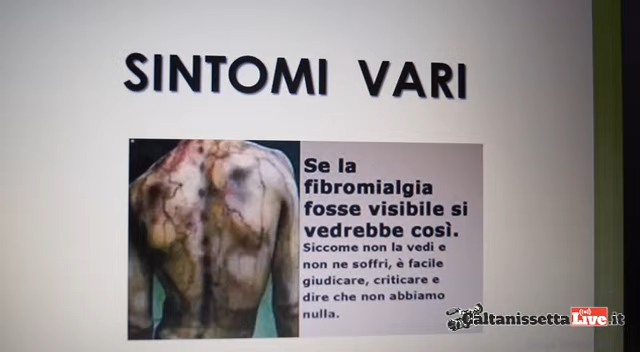 SINTOMI VARI
Se la
fibromialgia
fosse visibile si
vedrebbe così.
Siccome non la vedi e
non ne soffri, è facile
giudicare, criticare e
dire che non abbiamo
nulla.
CaltanissettaLive.it